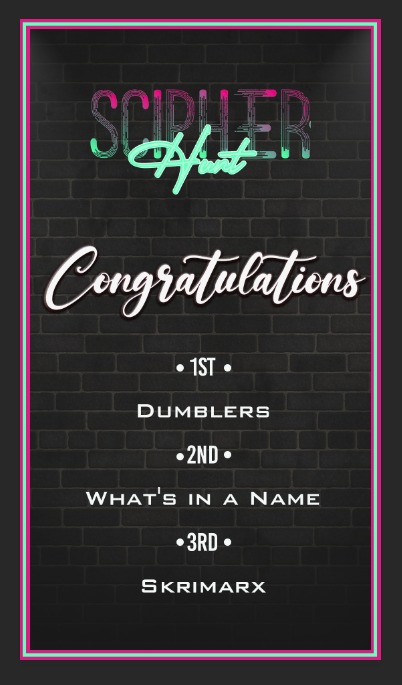 SCIPHER
Hunt
Congratulations
• 1ST •
DUMBLERS
• 2ND •
WHAT'S IN A NAME
• 3RD •
SKRIMARX